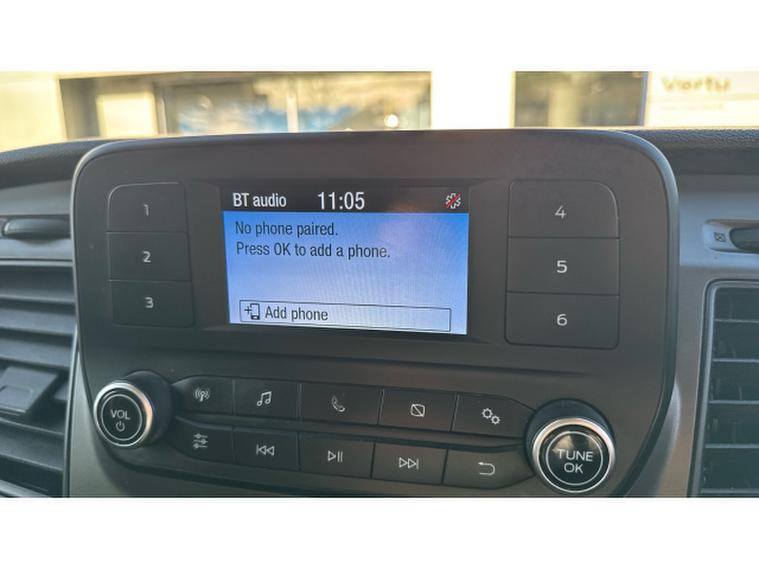 Vertu
BT audio 11:05
No phone paired.
Press OK to add a phone.
Add phone
1
2
3
4
5
6
VOL
TUNE
OK